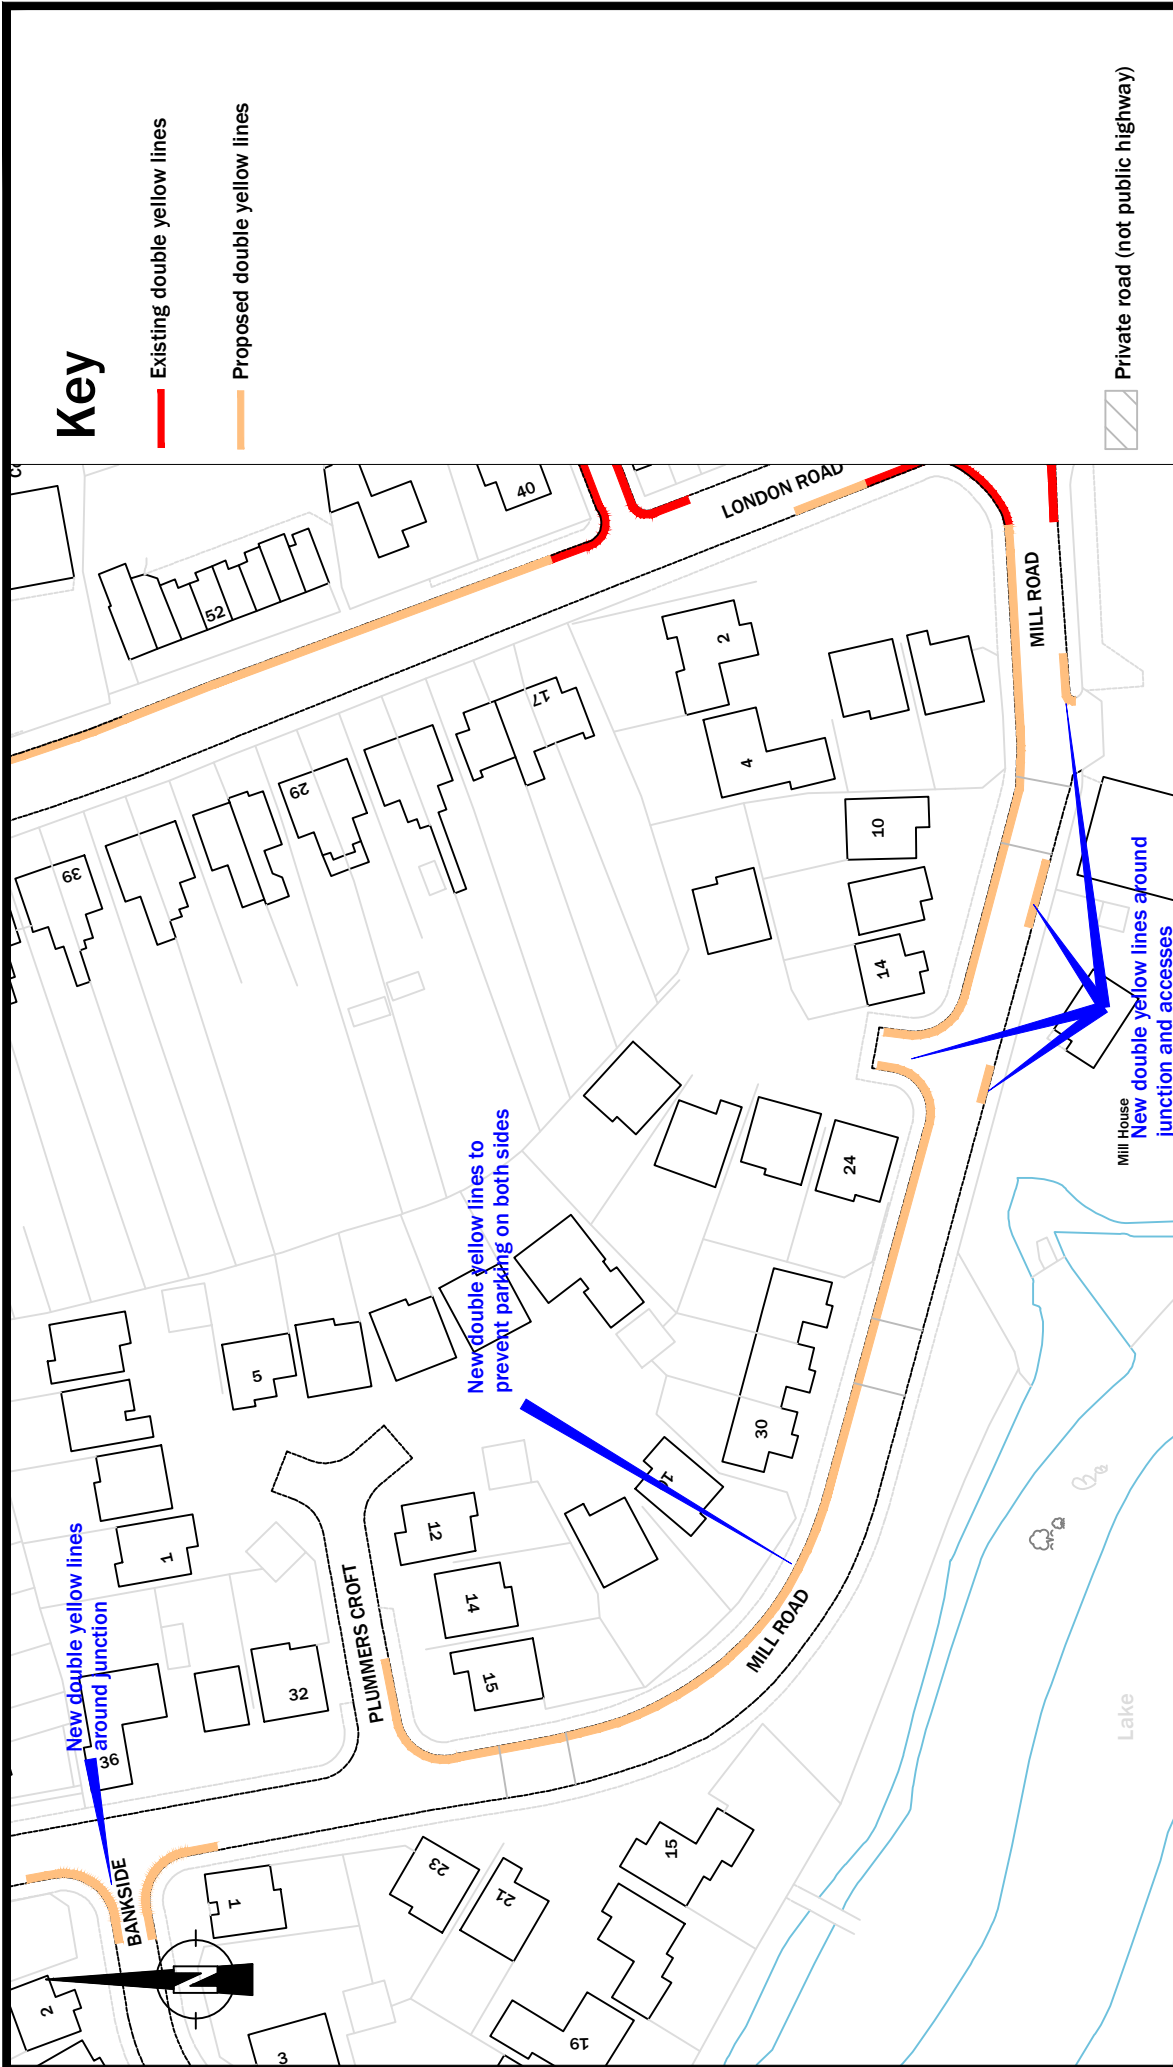 Key
Existing double yellow lines
Proposed double yellow lines
Private road (not public highway)
40
52
LONDON ROAD
MILL ROAD
2
17
4
29
39
10
14
New double yellow lines around
junction and accesses
Mill House
24
New double yellow lines to
prevent parking on both sides
5
30
12
1
14
15
PLUMMERS CROFT
MILL ROAD
32
New double yellow lines
around junction
36
Lake
BANKSIDE
1
23
21
15
N
2
3
19